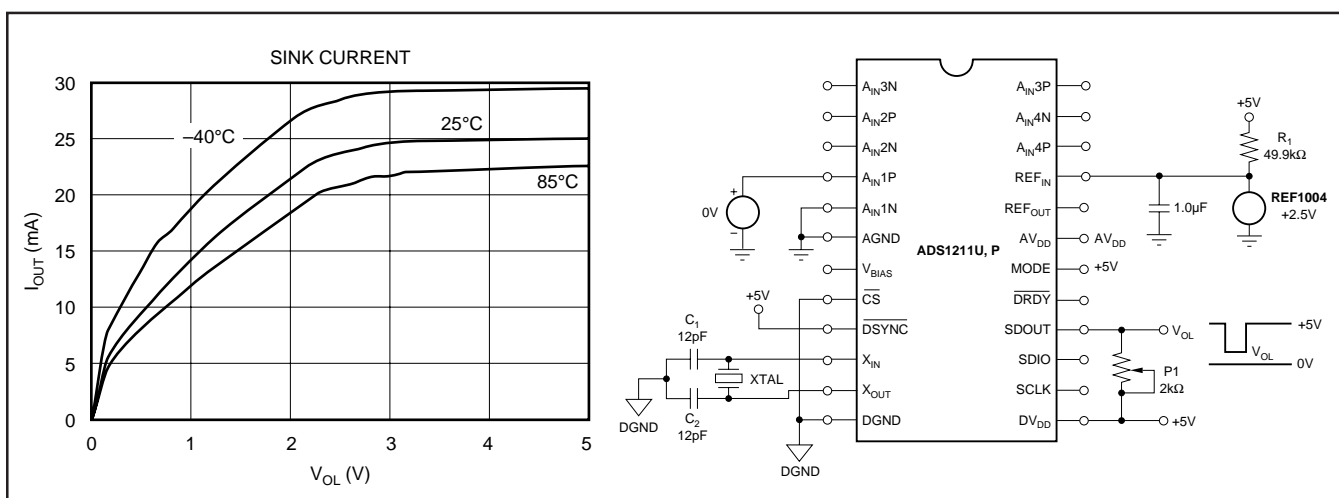 SINK CURRENT
30
25
20
15
10
5
0
I_OUT (mA)
–40°C
25°C
85°C
0 1 2 3 4 5
V_OL (V)
A_IN3N
A_IN2P
A_IN2N
A_IN1P
A_IN1N
AGND
V_BIAS
CS
DSYNC
X_IN
X_OUT
DGND
ADS1211U, P
A_IN3P
A_IN4N
A_IN4P
REF_IN
REF_OUT
AV_DD
MODE
DRDY
SDOUT
SDIO
SCLK
DV_DD
+
0V
–
+5V
C1
12pF
XTAL
C2
12pF
DGND
DGND
+5V
R1
49.9kΩ
REF1004
+2.5V
1.0µF
AV_DD
+5V
V_OL
P1
2kΩ
+5V
+5V
V_OL
0V